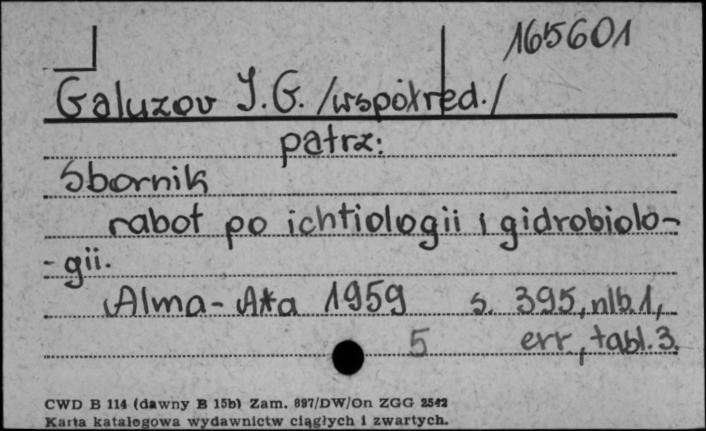 165601
Galuzov J.G. /współred./
patrz:
Sbornik
rabot po ichtiologii i gidrobiolo-
-gii.
Alma-Ata 1959 s. 395, nlb.1,
5 err., tabl.3.
CWD B 114 (dawny B 15b) Zam. 897/DW/On ZGG 2542
Karta katalogowa wydawnictw ciągłych i zwartych.